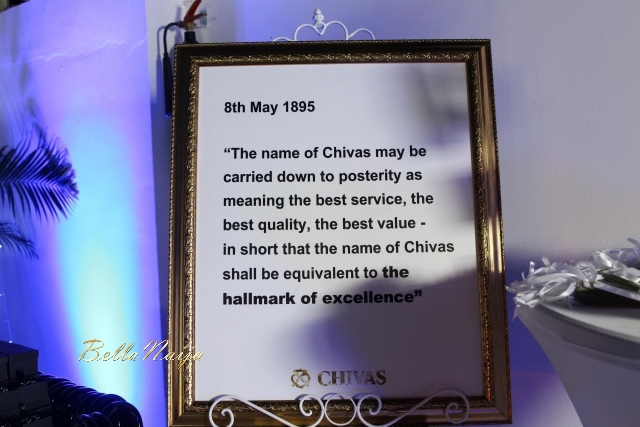 8th May 1895
“The name of Chivas may be
carried down to posterity as
meaning the best service, the
best quality, the best value -
in short that the name of Chivas
shall be equivalent to the
hallmark of excellence”
CHIVAS
BellaNaija